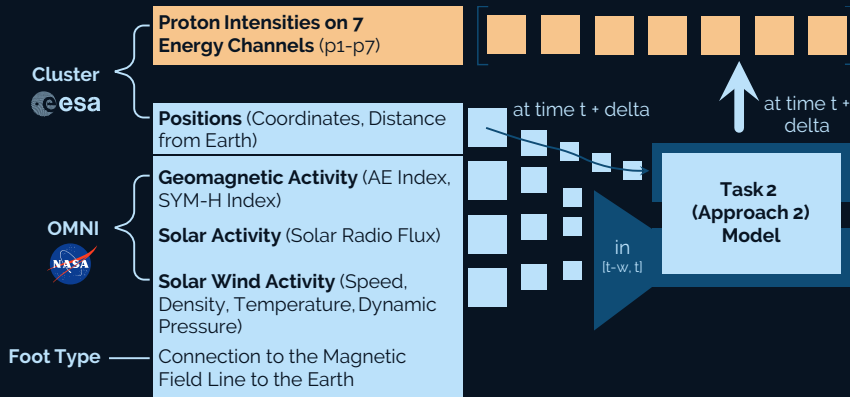 Proton Intensities on 7
Energy Channels (p1-p7)
Cluster
esa
Positions (Coordinates, Distance
from Earth)
at time t + delta
at time t +
delta
Geomagnetic Activity (AE Index,
SYM-H Index)
Solar Activity (Solar Radio Flux)
OMNI
NASA
Solar Wind Activity (Speed,
Density, Temperature, Dynamic
Pressure)
in
[t-w, t]
Task 2
(Approach 2)
Model
Foot Type
Connection to the Magnetic
Field Line to the Earth